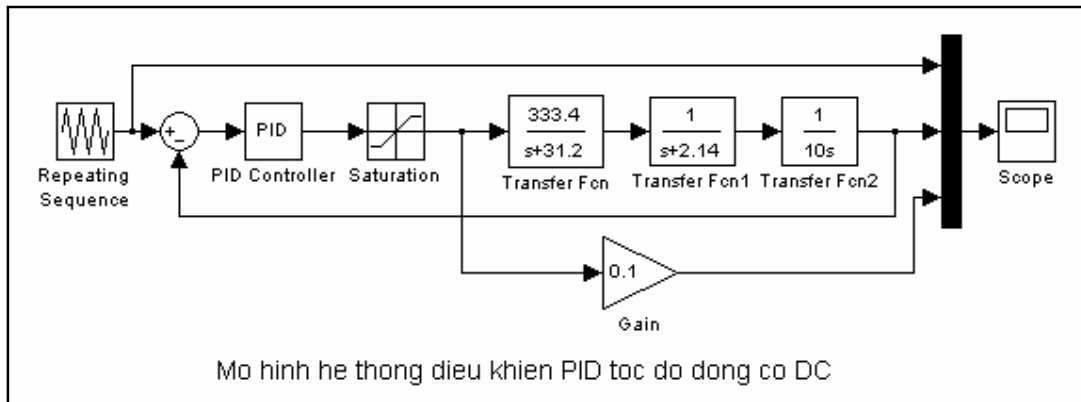 Repeating
Sequence
+
−
PID
PID Controller
Saturation
333.4
s+31.2
Transfer Fcn
1
s+2.14
Transfer Fcn1
1
10s
Transfer Fcn2
Scope
0.1
Gain
Mo hinh he thong dieu khien PID toc do dong co DC